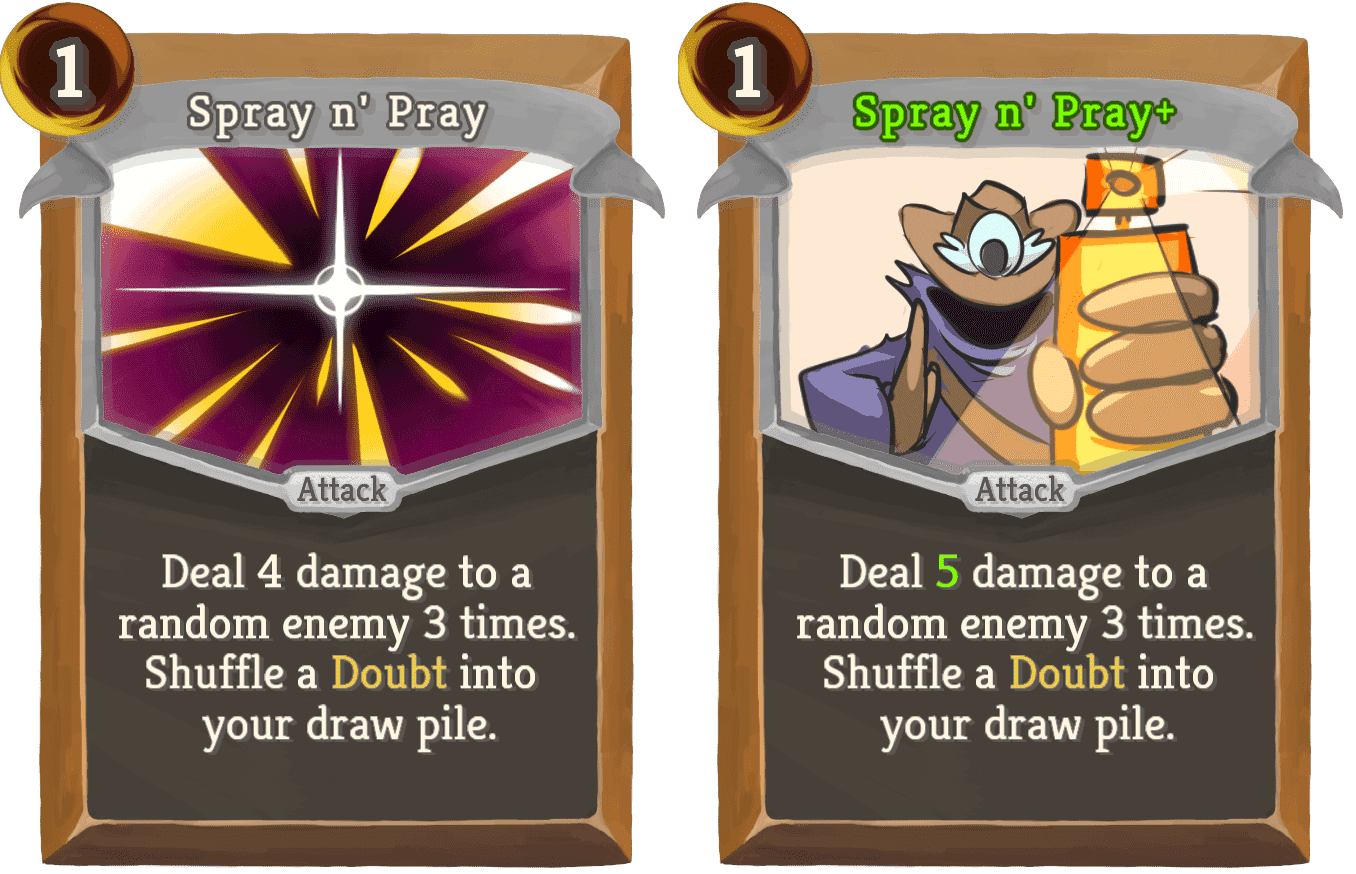 1
Spray n' Pray
Attack
Deal 4 damage to a
random enemy 3 times.
Shuffle a Doubt into
your draw pile.
1
Spray n' Pray+
Attack
Deal 5 damage to a
random enemy 3 times.
Shuffle a Doubt into
your draw pile.